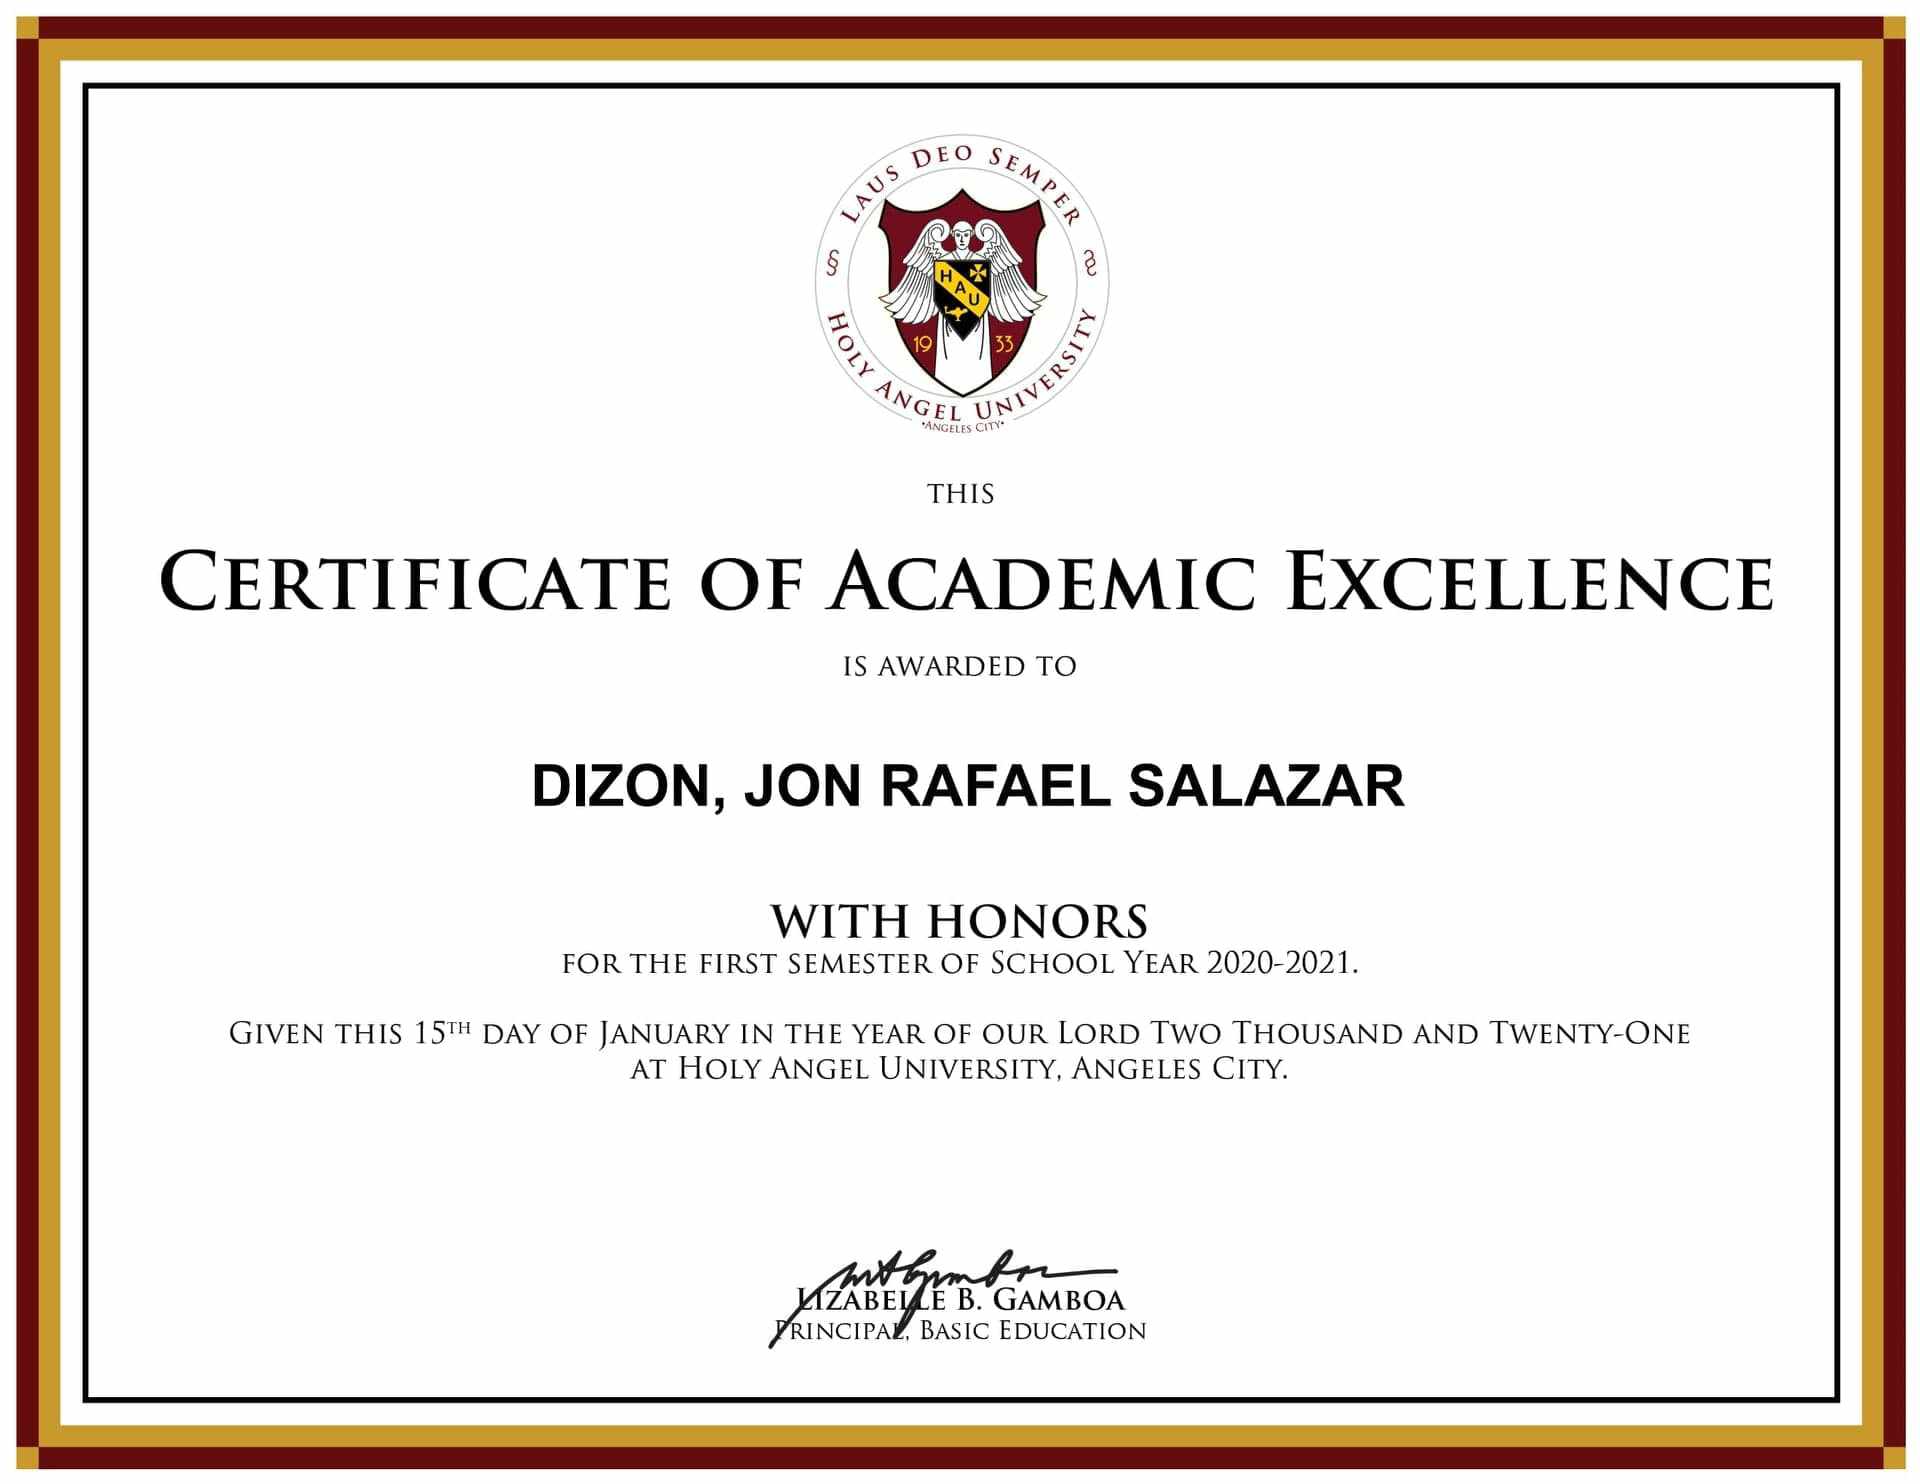 LAUS DEO SEMPER
HAU
19 33
HOLY ANGEL UNIVERSITY
•ANGELES CITY•
THIS
CERTIFICATE OF ACADEMIC EXCELLENCE
IS AWARDED TO
DIZON, JON RAFAEL SALAZAR
WITH HONORS
FOR THE FIRST SEMESTER OF SCHOOL YEAR 2020-2021.
GIVEN THIS 15TH DAY OF JANUARY IN THE YEAR OF OUR LORD TWO THOUSAND AND TWENTY-ONE
AT HOLY ANGEL UNIVERSITY, ANGELES CITY.
LIZABELLE B. GAMBOA
PRINCIPAL, BASIC EDUCATION